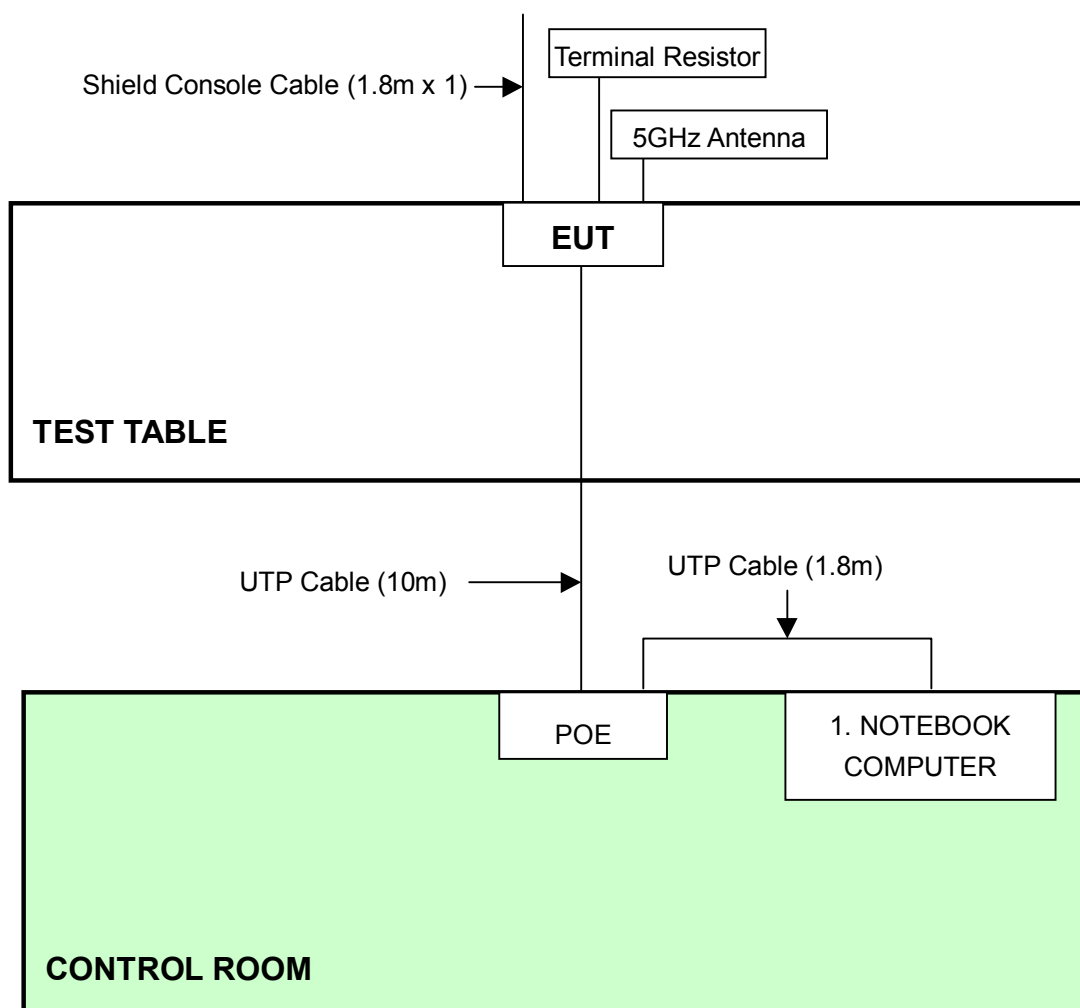 Terminal Resistor
Shield Console Cable (1.8m x 1)
5GHz Antenna
EUT
TEST TABLE
UTP Cable (1.8m)
UTP Cable (10m)
POE
1. NOTEBOOK
COMPUTER
CONTROL ROOM